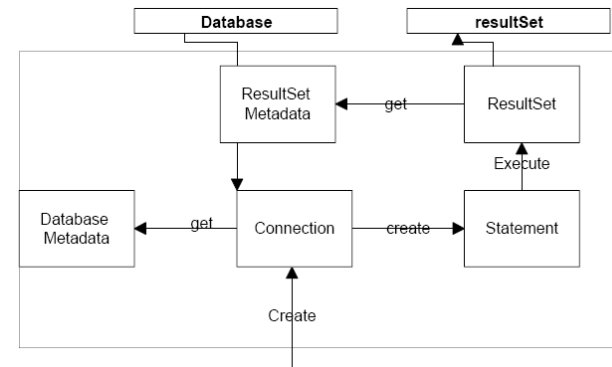 Database
resultSet
ResultSet
Metadata
get
ResultSet
Execute
Database
Metadata
get
Connection
create
Statement
Create